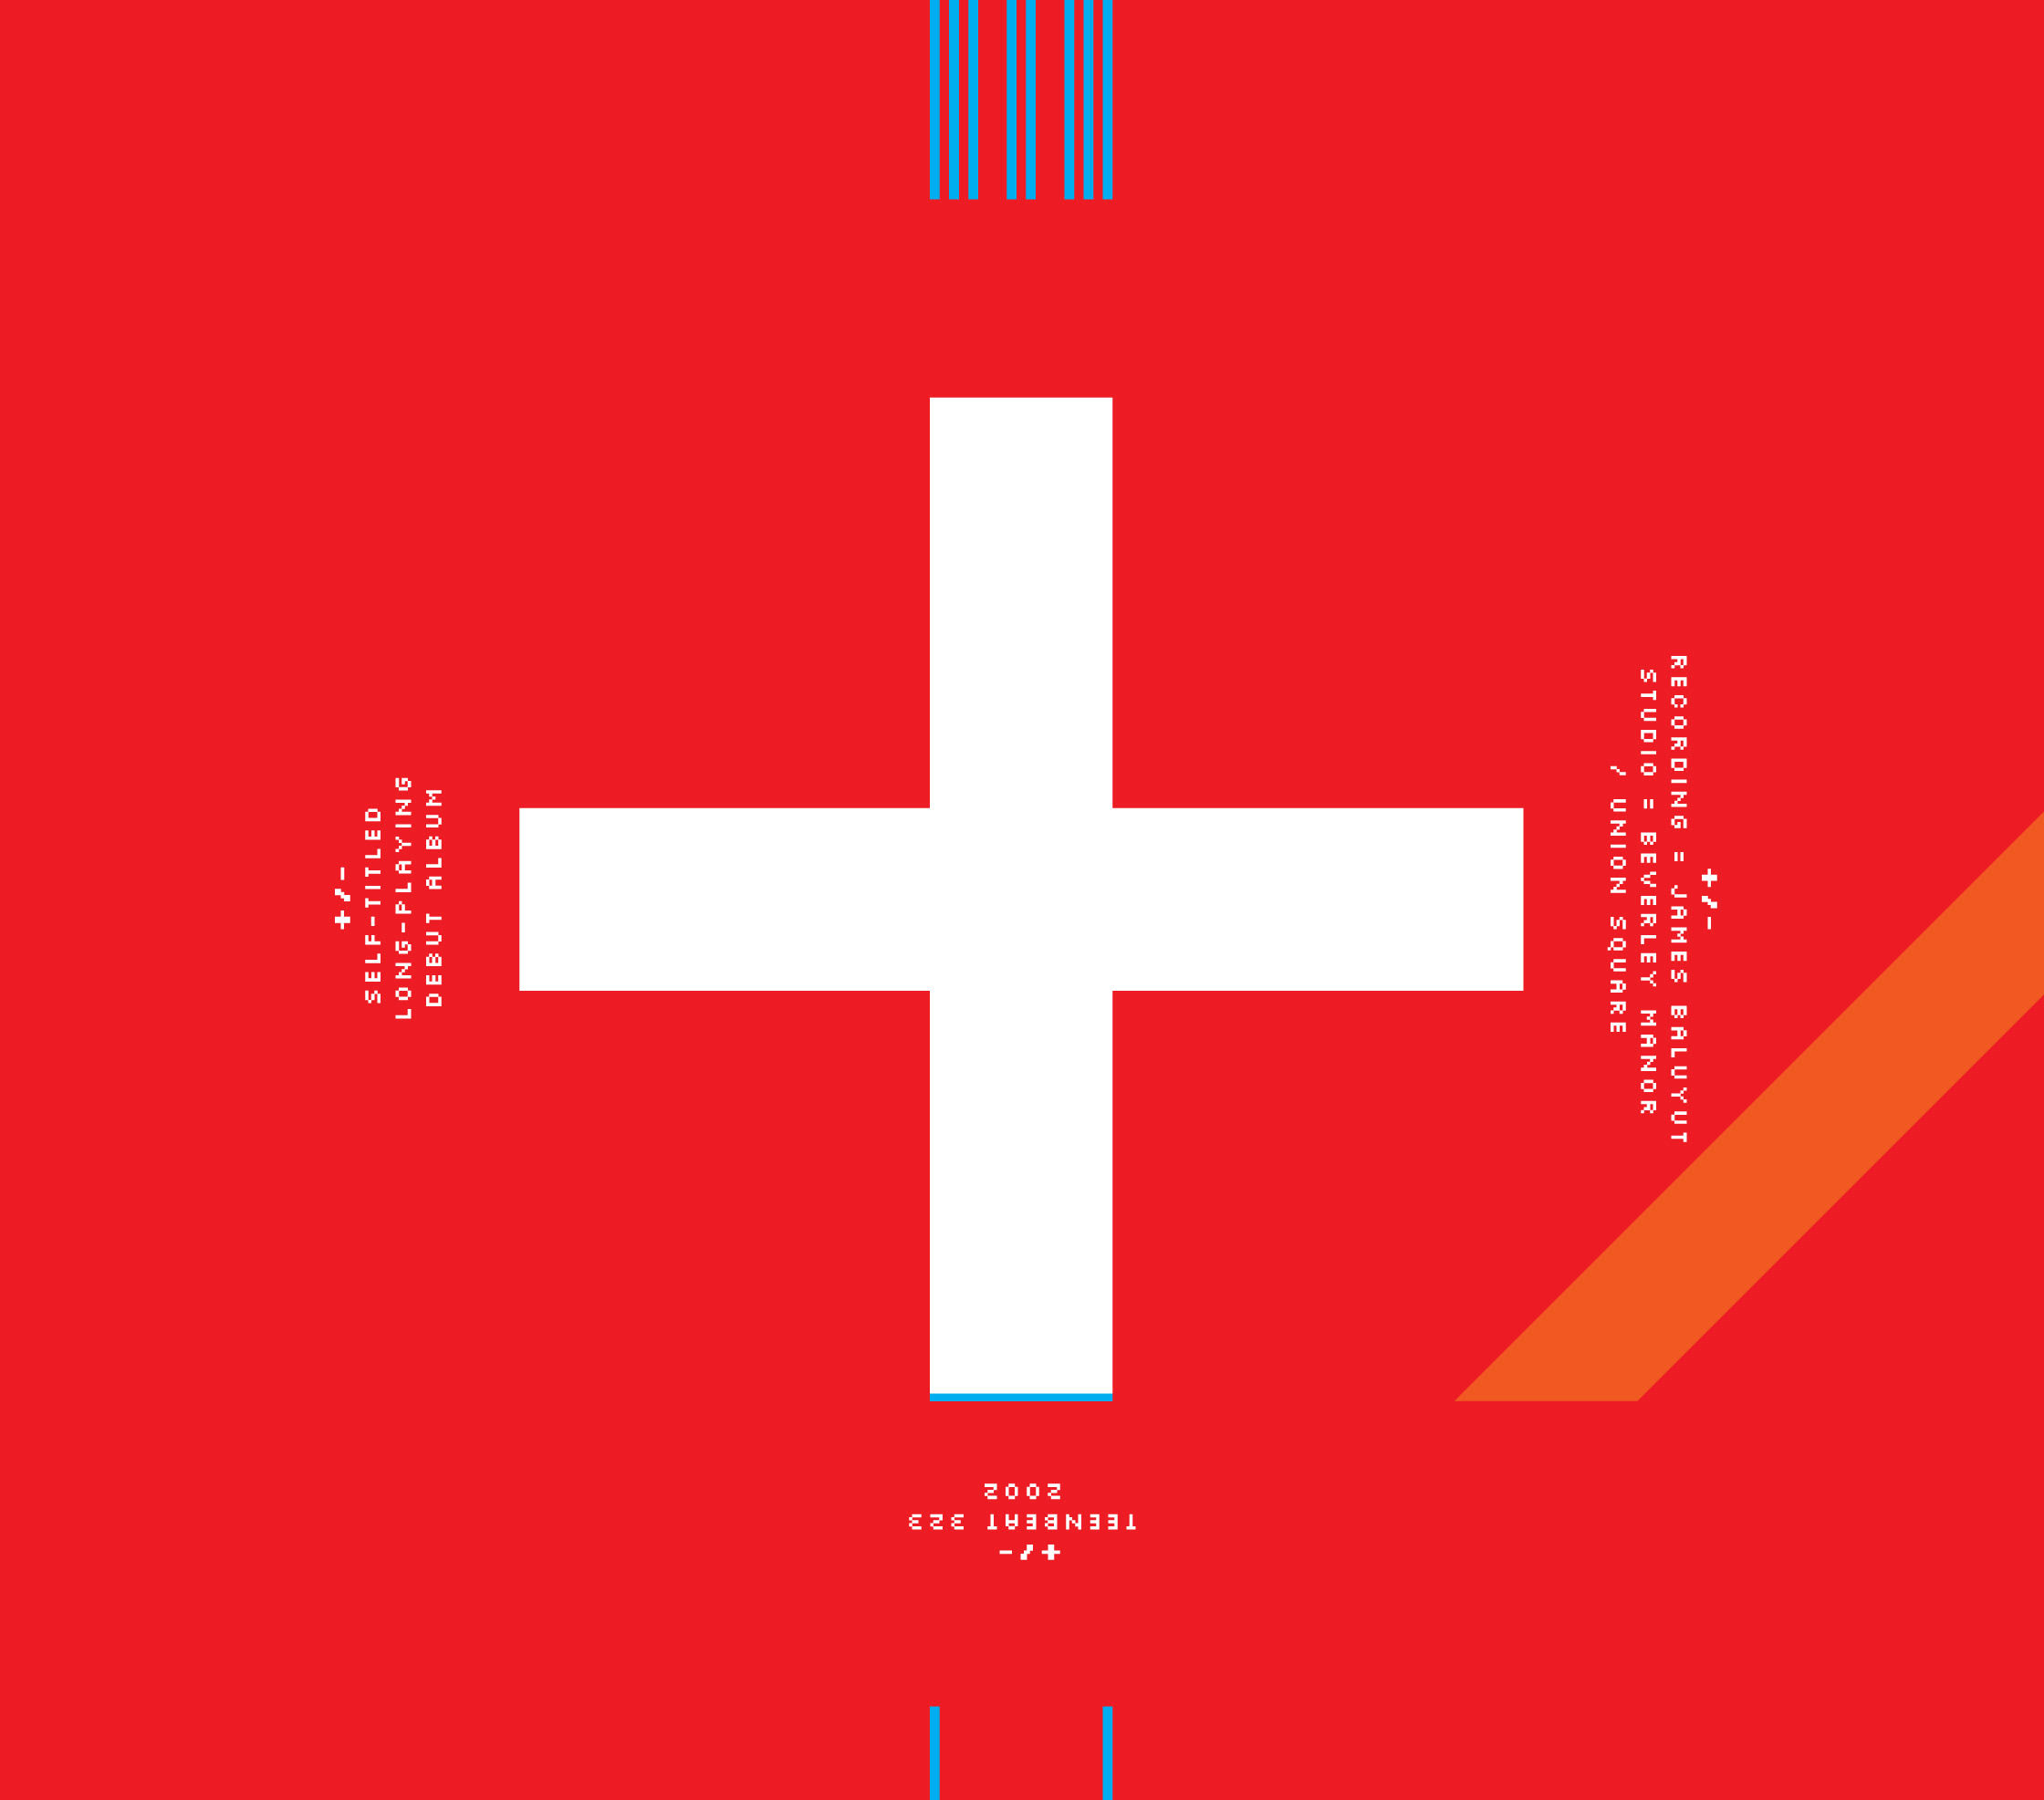 +/-
SELF-TITLED
LONG-PLAYING
DEBUT ALBUM
+/-
RECORDING = JAMES BALUYUT
STUDIO = BEVERLEY MANOR
/ UNION SQUARE
+/-
TEENBEAT 323
2002